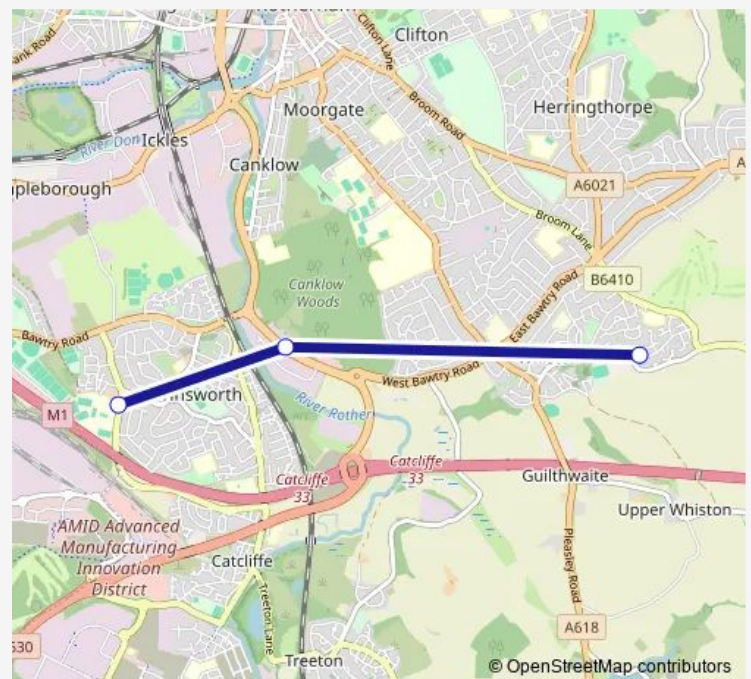 Clifton
Clifton Lane
Road
Moorgate
Broom Road
Herringthorpe
River Don
Ickles
Canklow
A6021
Broom Lane
Canklow
Woods
East Bawtry Road
B6410
Bawtry Road
West Bawtry Road
River Rother
M1
Catcliffe
33
Catcliffe
33
Guilthwaite
Upper Whiston
AMID Advanced
Manufacturing
Innovation
District
Catcliffe
Treeton Lane
Pleasley Road
A618
Treeton
© OpenStreetMap contributors